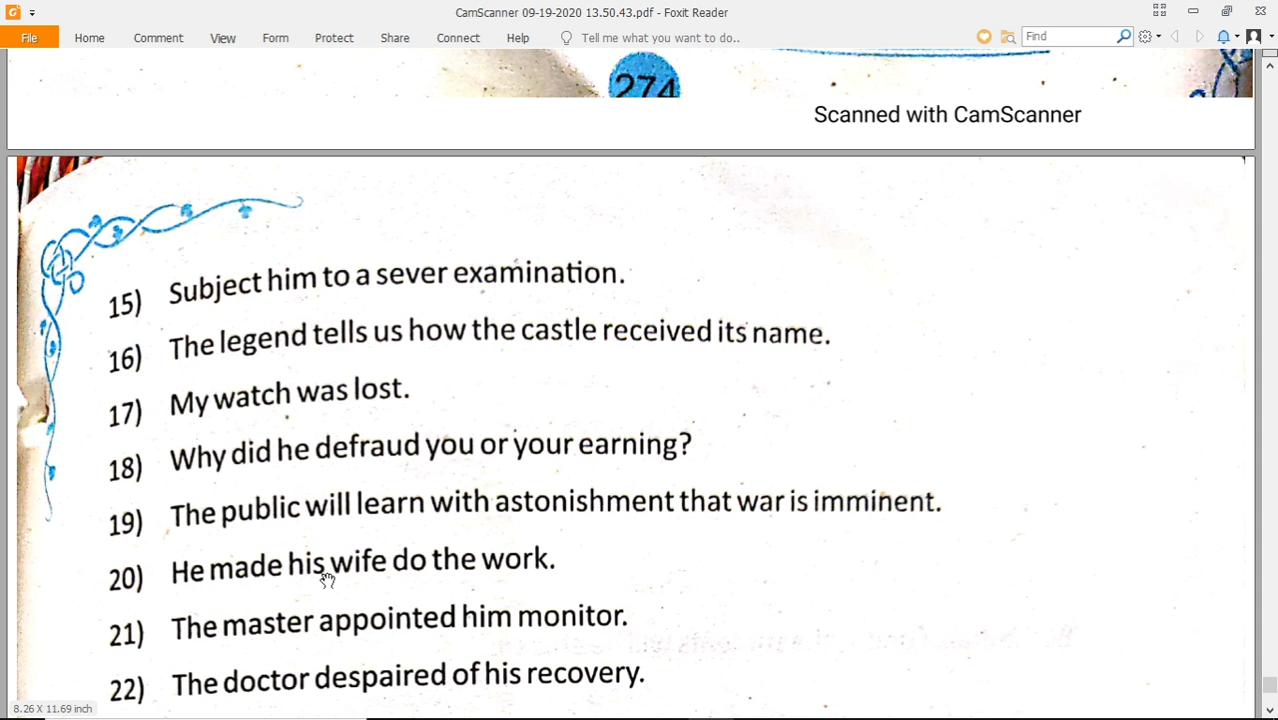 CamScanner 09-19-2020 13.50.43.pdf - Foxit Reader
File Home Comment View Form Protect Share Connect Help Tell me what you want to do.. Find
274
Scanned with CamScanner
15) Subject him to a sever examination.
16) The legend tells us how the castle received its name.
17) My watch was lost.
18) Why did he defraud you or your earning?
19) The public will learn with astonishment that war is imminent.
20) He made his wife do the work.
21) The master appointed him monitor.
22) The doctor despaired of his recovery.
8.26 X 11.69 inch